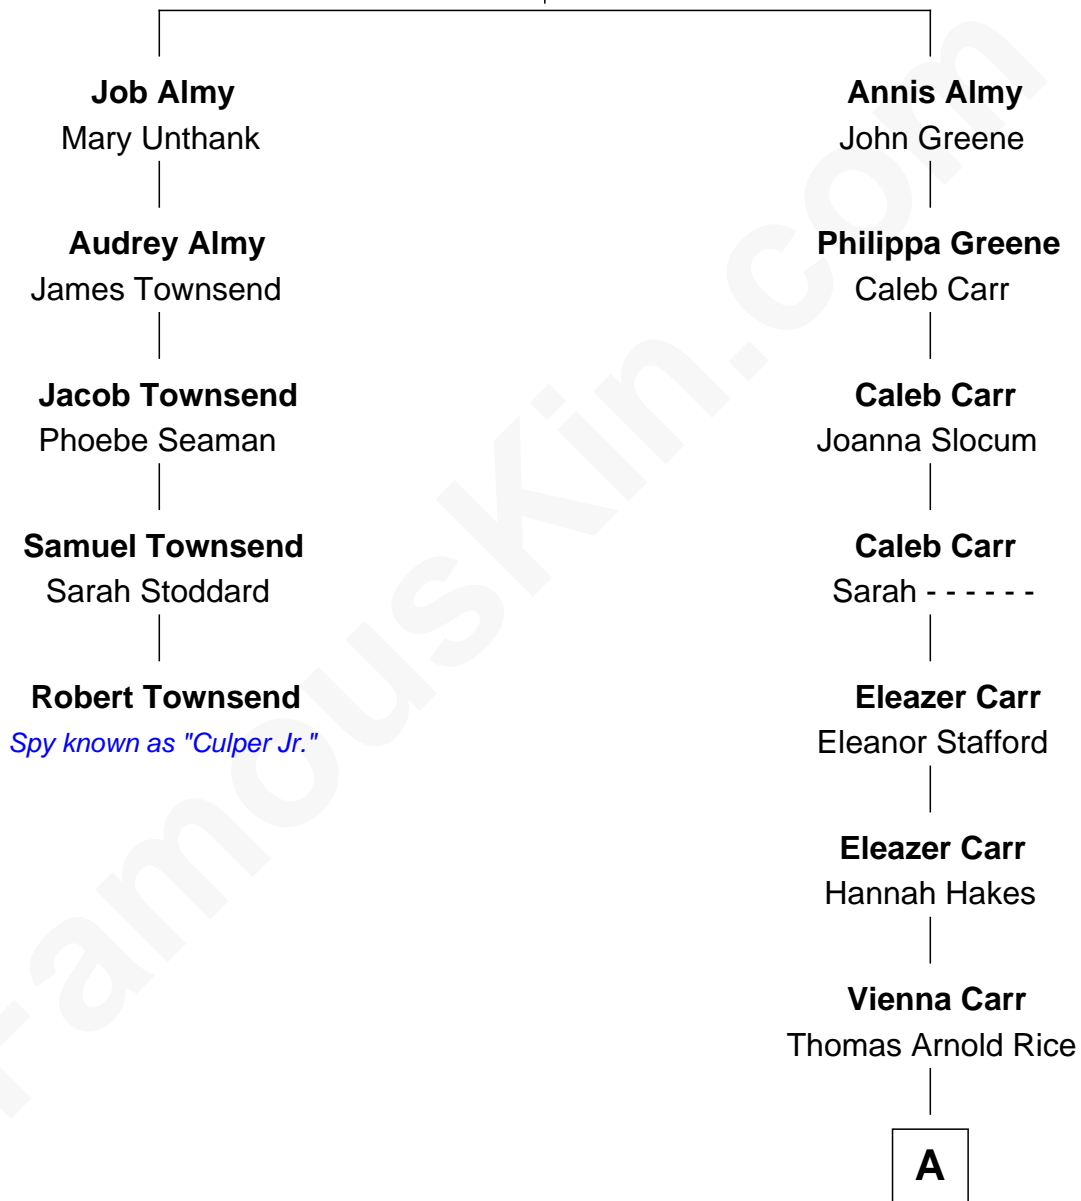 Job Almy
Mary Unthank
Audrey Almy
James Townsend
Jacob Townsend
Phoebe Seaman
Samuel Townsend
Sarah Stoddard
Robert Townsend
Spy known as "Culper Jr."
Annis Almy
John Greene
Philippa Greene
Caleb Carr
Caleb Carr
Joanna Slocum
Caleb Carr
Sarah - - - - - -
Eleazer Carr
Eleanor Stafford
Eleazer Carr
Hannah Hakes
Vienna Carr
Thomas Arnold Rice
A
FamousKin.com